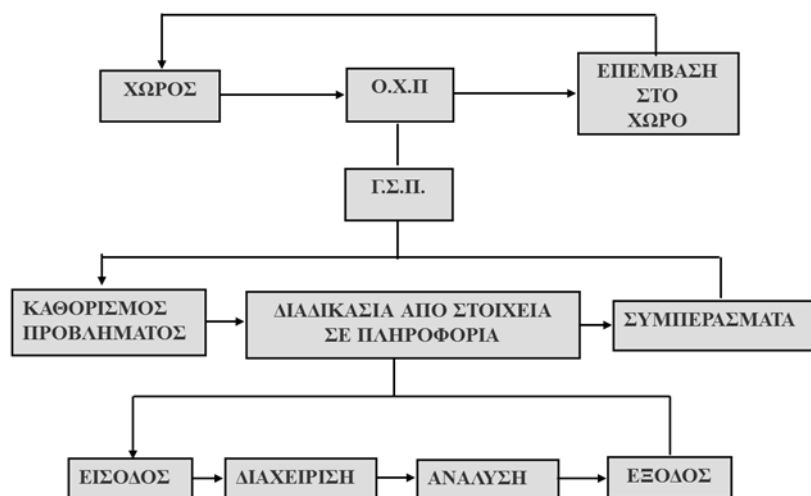 ΧΩΡΟΣ
Ο.Χ.Π
ΕΠΕΜΒΑΣΗ
ΣΤΟ
ΧΩΡΟ
Γ.Σ.Π.
ΚΑΘΟΡΙΣΜΟΣ
ΠΡΟΒΛΗΜΑΤΟΣ
ΔΙΑΔΙΚΑΣΙΑ ΑΠΟ ΣΤΟΙΧΕΙΑ
ΣΕ ΠΛΗΡΟΦΟΡΙΑ
ΣΥΜΠΕΡΑΣΜΑΤΑ
ΕΙΣΟΔΟΣ
ΔΙΑΧΕΙΡΙΣΗ
ΑΝΑΛΥΣΗ
ΕΞΟΔΟΣ